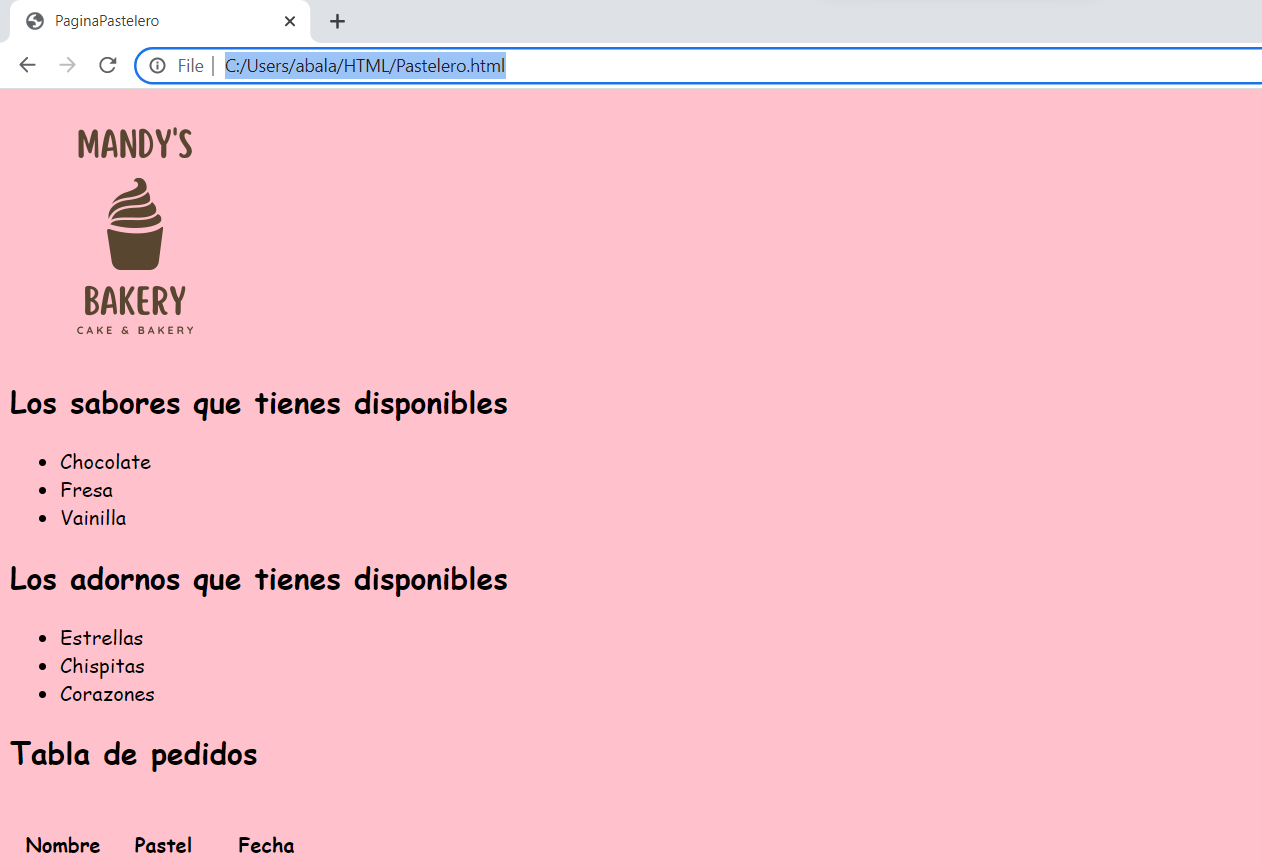 PaginaPastelero
File | C:/Users/abala/HTML/Pastelero.html
MANDY'S
BAKERY
CAKE & BAKERY
Los sabores que tienes disponibles
Chocolate
Fresa
Vainilla
Los adornos que tienes disponibles
Estrellas
Chispitas
Corazones
Tabla de pedidos
Nombre Pastel Fecha